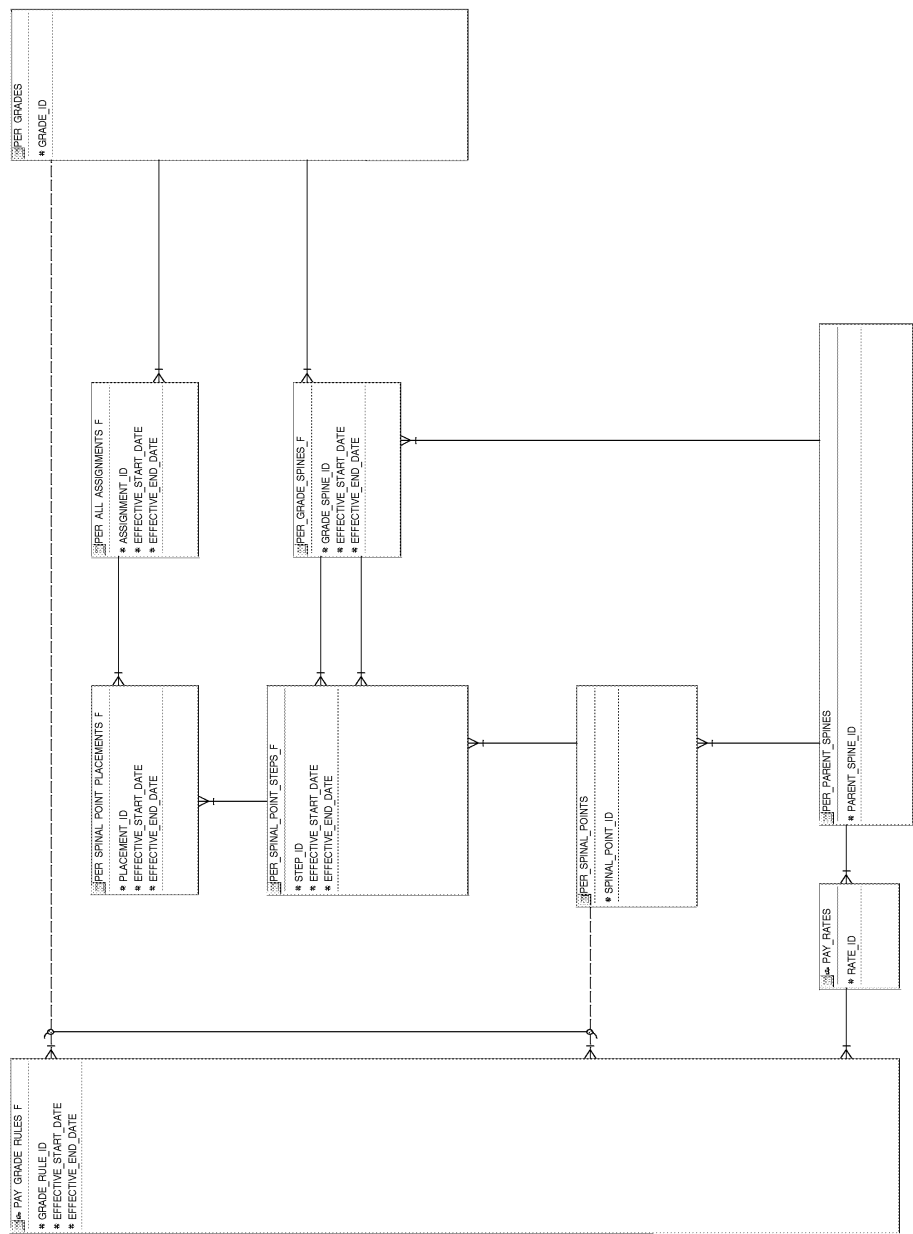 PAY_GRADE_RULES_F
# GRADE_RULE_ID
# EFFECTIVE_START_DATE
# EFFECTIVE_END_DATE
PER_SPINAL_POINT_PLACEMENTS_F
# PLACEMENT_ID
# EFFECTIVE_START_DATE
# EFFECTIVE_END_DATE
PER_ALL_ASSIGNMENTS_F
# ASSIGNMENT_ID
# EFFECTIVE_START_DATE
# EFFECTIVE_END_DATE
PER_GRADES
# GRADE_ID
PER_SPINAL_POINT_STEPS_F
# STEP_ID
# EFFECTIVE_START_DATE
# EFFECTIVE_END_DATE
PER_GRADE_SPINES_F
# GRADE_SPINE_ID
# EFFECTIVE_START_DATE
# EFFECTIVE_END_DATE
PER_SPINAL_POINTS
# SPINAL_POINT_ID
PAY_RATES
# RATE_ID
PER_PARENT_SPINES
# PARENT_SPINE_ID